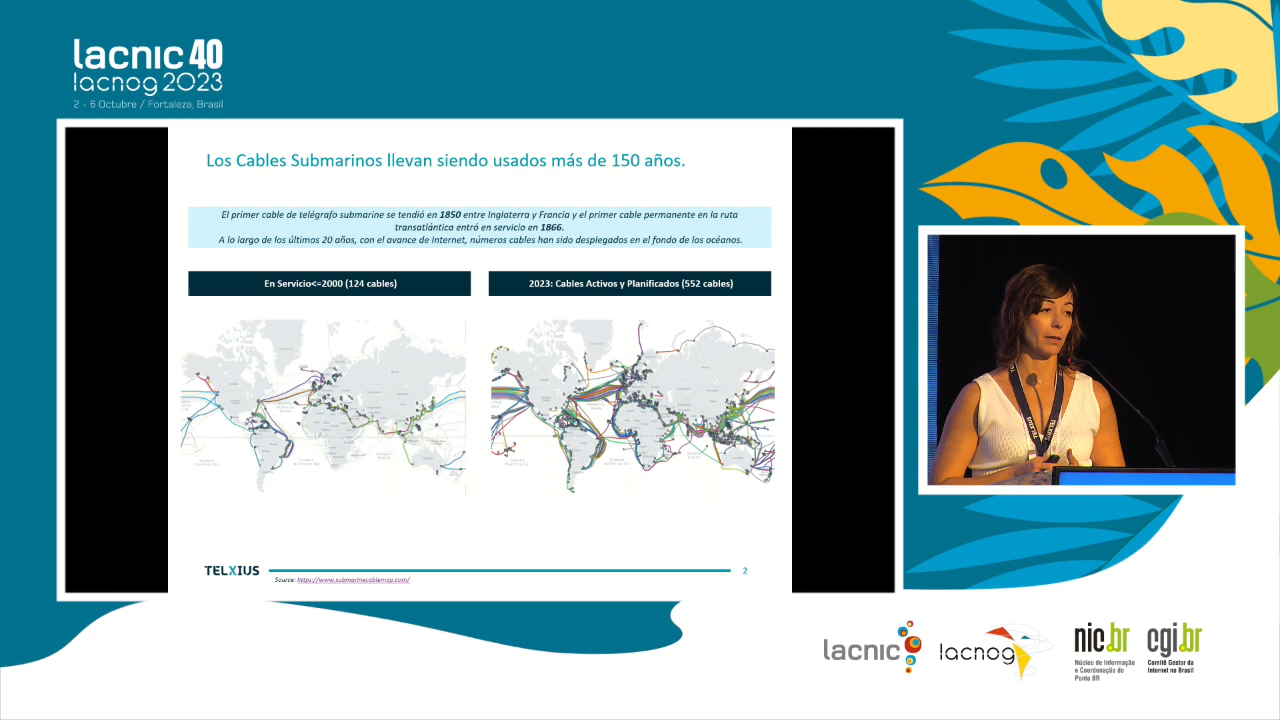 lacnic 40
lacnog 2023
2 - 6 Octubre / Fortaleza, Brasil
Los Cables Submarinos llevan siendo usados más de 150 años.
El primer cable de telégrafo submarine se tendió en 1850 entre Inglaterra y Francia y el primer cable permanente en la ruta
transatlántica entró en servicio en 1866.
A lo largo de los últimos 20 años, con el avance de Internet, números cables han sido desplegados en el fondo de los océanos.
En Servicio<=2000 (124 cables)
2023: Cables Activos y Planificados (552 cables)
TELXIUS
Source: https://www.submarinecablemap.com/
2
TELXIUS
lacnic
lacnog
nic.br
Núcleo de Informação
e Coordenação do
Ponto BR
cgi.br
Comitê Gestor da
Internet no Brasil